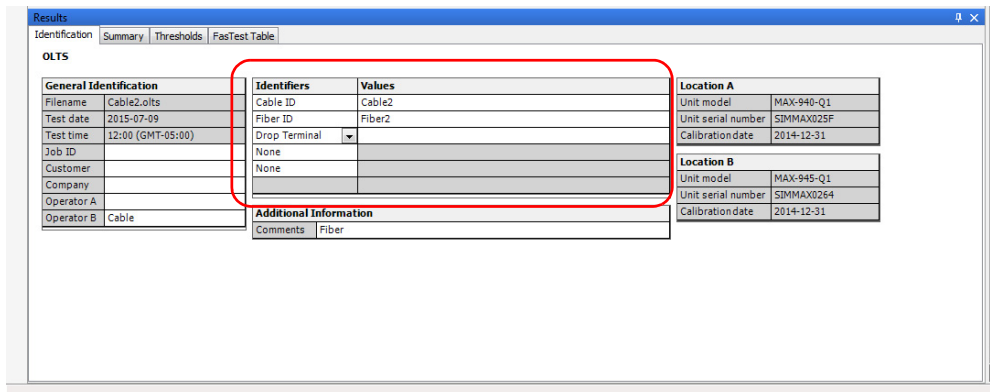 Results
Identification Summary Thresholds FasTest Table
OLTS
General Identification
Filename Cable2.olts
Test date 2015-07-09
Test time 12:00 (GMT-05:00)
Job ID
Customer
Company
Operator A
Operator B Cable
Identifiers Values
Cable ID Cable2
Fiber ID Fiber2
Drop Terminal
None
None
Additional Information
Comments Fiber
Location A
Unit model MAX-940-Q1
Unit serial number SIMMAX025F
Calibration date 2014-12-31
Location B
Unit model MAX-945-Q1
Unit serial number SIMMAX0264
Calibration date 2014-12-31